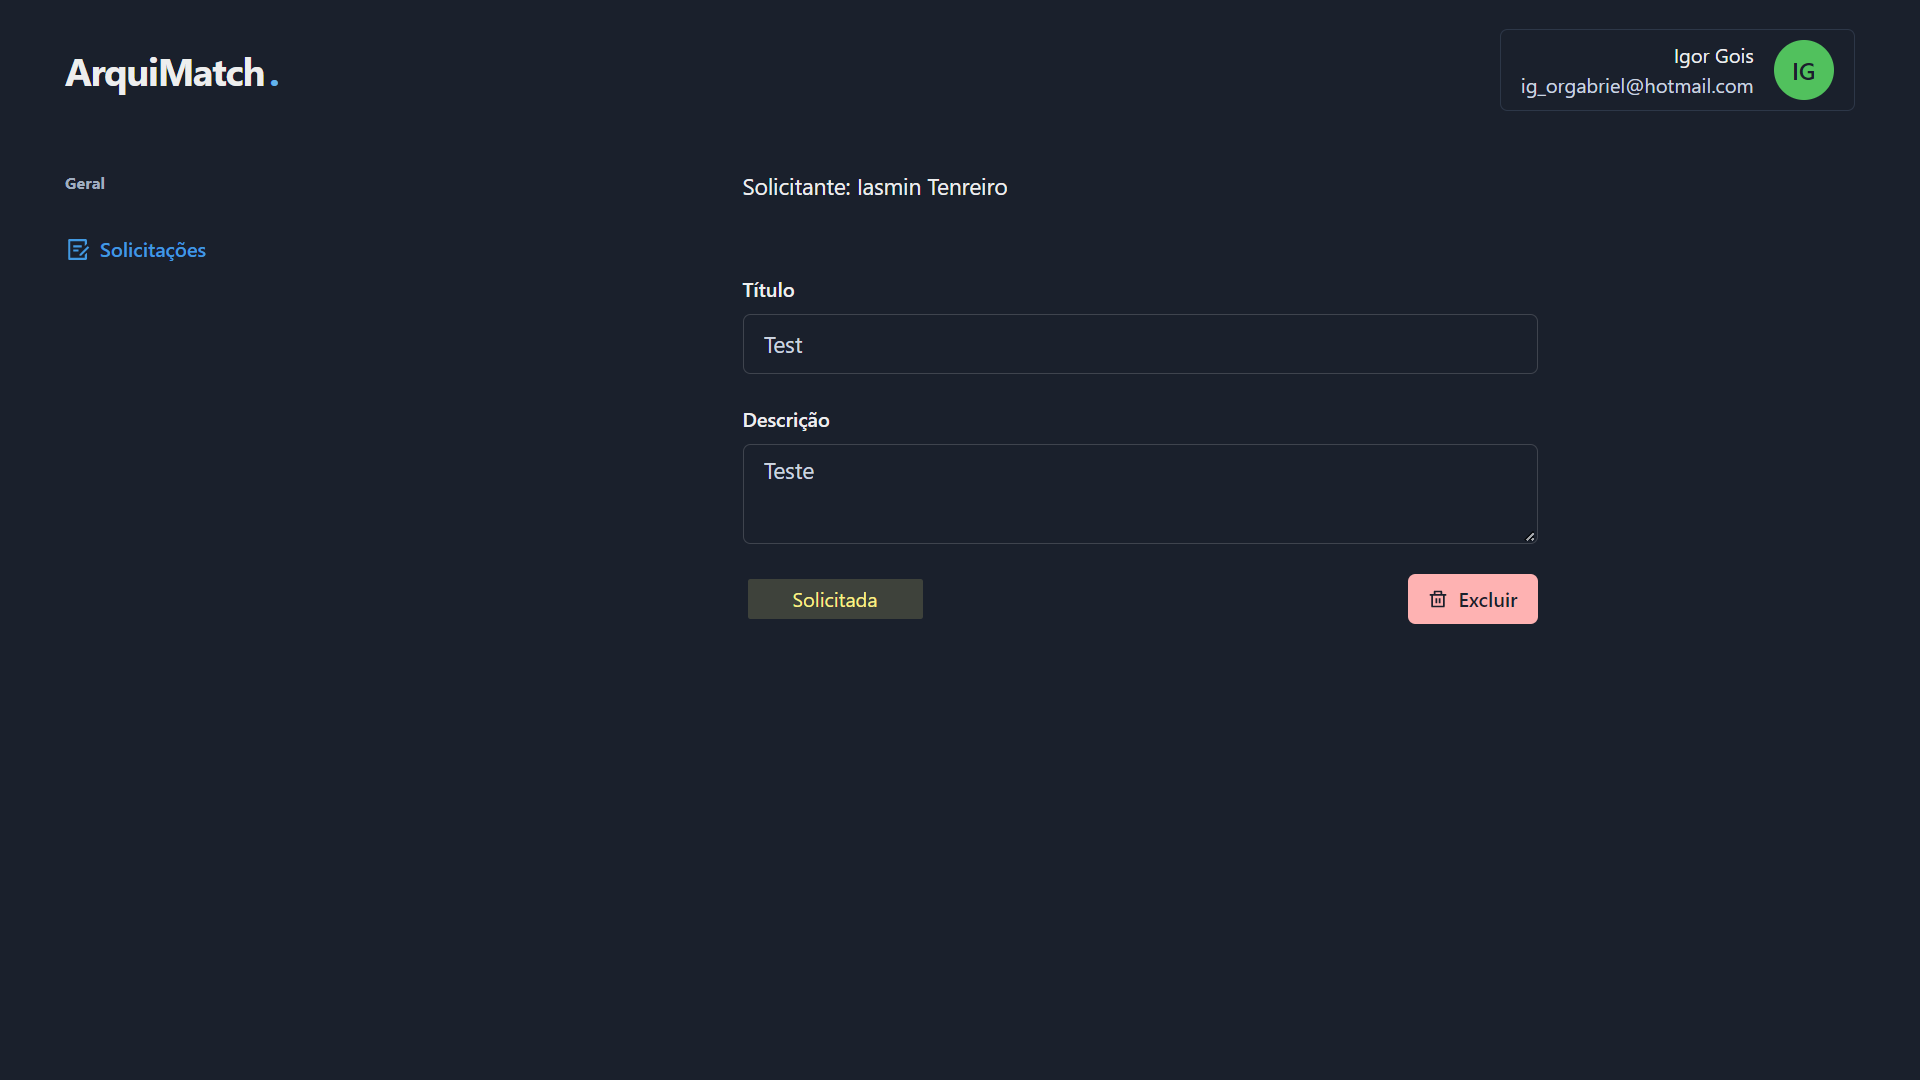 ArquiMatch.
Igor Gois
ig_orgabriel@hotmail.com
IG
Geral
Solicitações
Solicitante: Iasmin Tenreiro
Título
Test
Descrição
Teste
Solicitada
Excluir